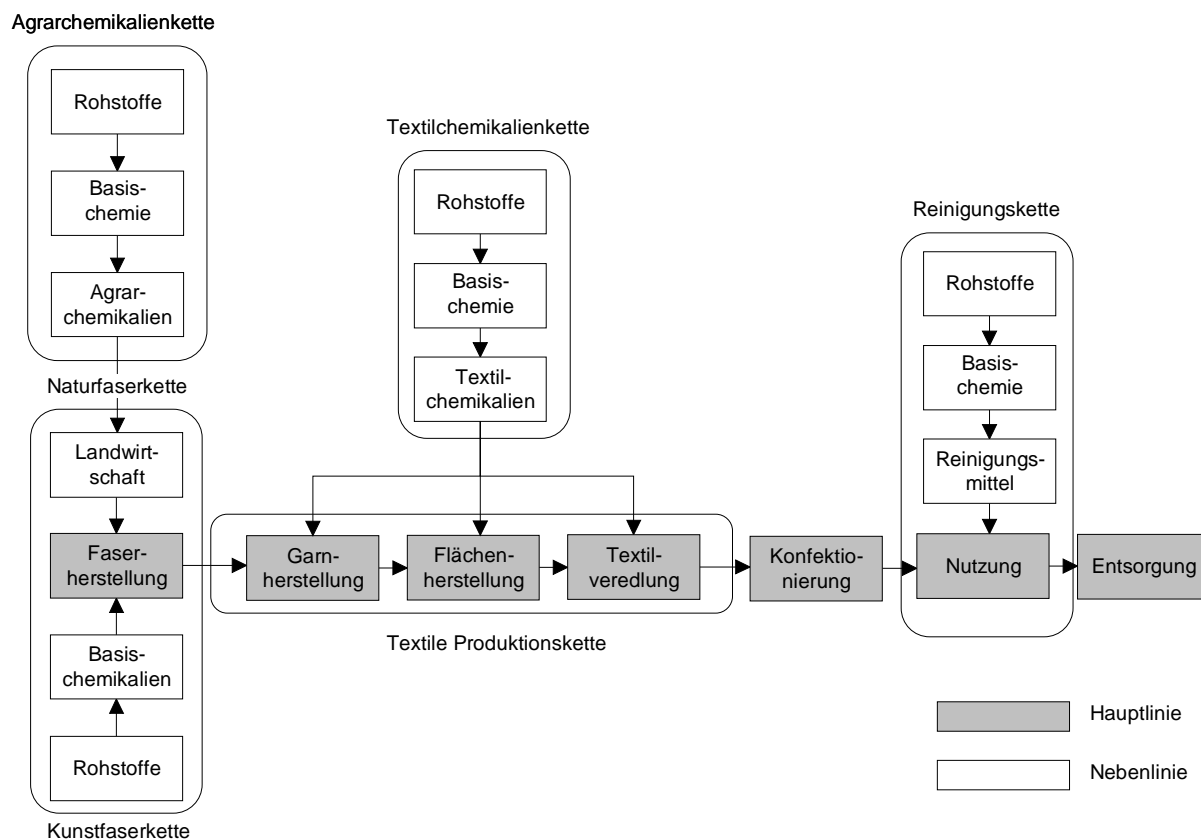 Agrarchemikalienkette
Rohstoffe
Basis-
chemie
Agrar-
chemikalien
Naturfaserkette
Landwirt-
schaft
Faser-
herstellung
Basis-
chemikalien
Rohstoffe
Kunstfaserkette
Textilchemikalienkette
Rohstoffe
Basis-
chemie
Textil-
chemikalien
Garn-
herstellung
Flächen-
herstellung
Textil-
veredlung
Textile Produktionskette
Konfektio-
nierung
Reinigungskette
Rohstoffe
Basis-
chemie
Reinigungs-
mittel
Nutzung
Entsorgung
Hauptlinie
Nebenlinie